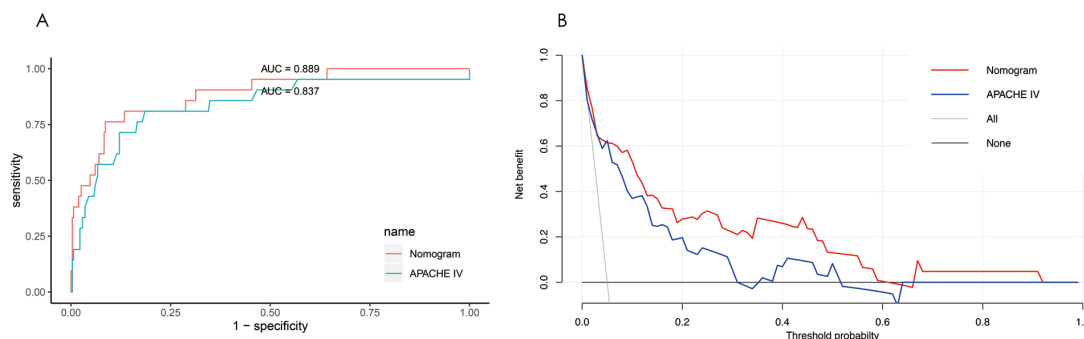 A
AUC = 0.889
AUC = 0.837
1.00
0.75
0.50
0.25
0.00
sensitivity
name
Nomogram
APACHE IV
0.00
0.25
0.50
0.75
1.00
1 − specificity
B
Nomogram
APACHE IV
All
None
1.0
0.8
0.6
0.4
0.2
0.0
Net benefit
0.0
0.2
0.4
0.6
0.8
1.
Threshold probabilty